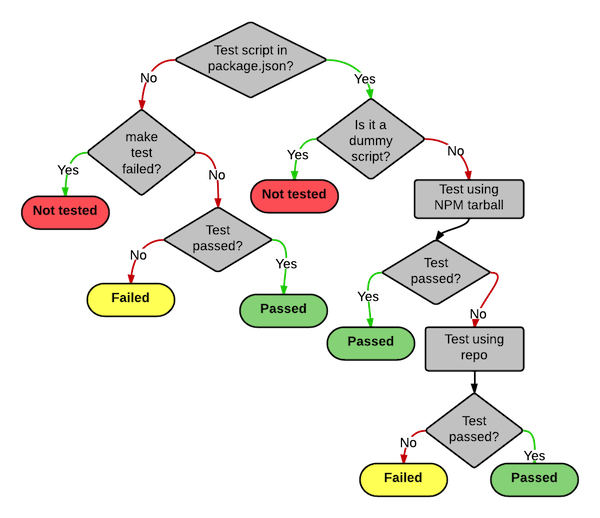 Test script in
package.json?
No
Yes
make
test
failed?
Is it a
dummy
script?
Yes
No
Yes
No
Not tested
Not tested
Test using
NPM tarball
Test
passed?
No
Yes
Test
passed?
Yes
No
Failed
Passed
Passed
Test using
repo
Test
passed?
No
Yes
Failed
Passed